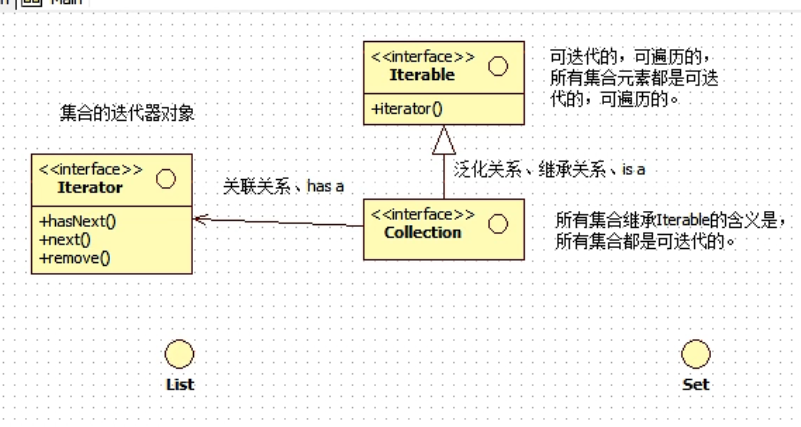 Main
<<interface>>
Iterable
+iterator()
可迭代的，可遍历的，
所有集合元素都是可迭
代的，可遍历的。
集合的迭代器对象
<<interface>>
Iterator
+hasNext()
+next()
+remove()
关联关系、has a
泛化关系、继承关系、is a
<<interface>>
Collection
所有集合继承Iterable的含义是，
所有集合都是可迭代的。
List
Set